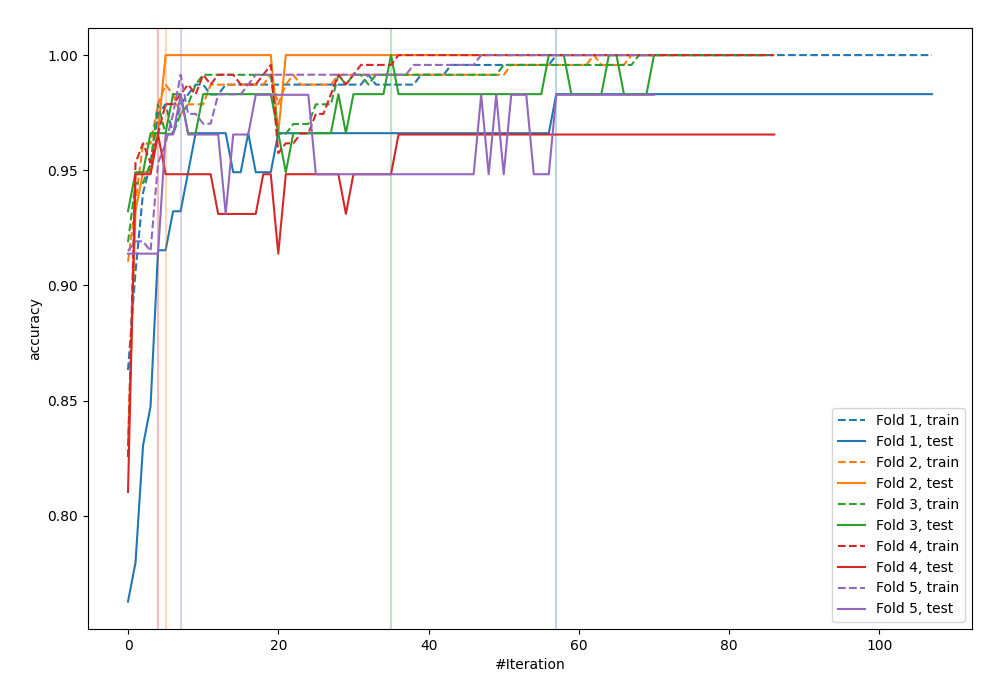 1.00
0.95
0.90
0.85
0.80
accuracy
0
20
40
60
80
100
#Iteration
Fold 1, train
Fold 1, test
Fold 2, train
Fold 2, test
Fold 3, train
Fold 3, test
Fold 4, train
Fold 4, test
Fold 5, train
Fold 5, test